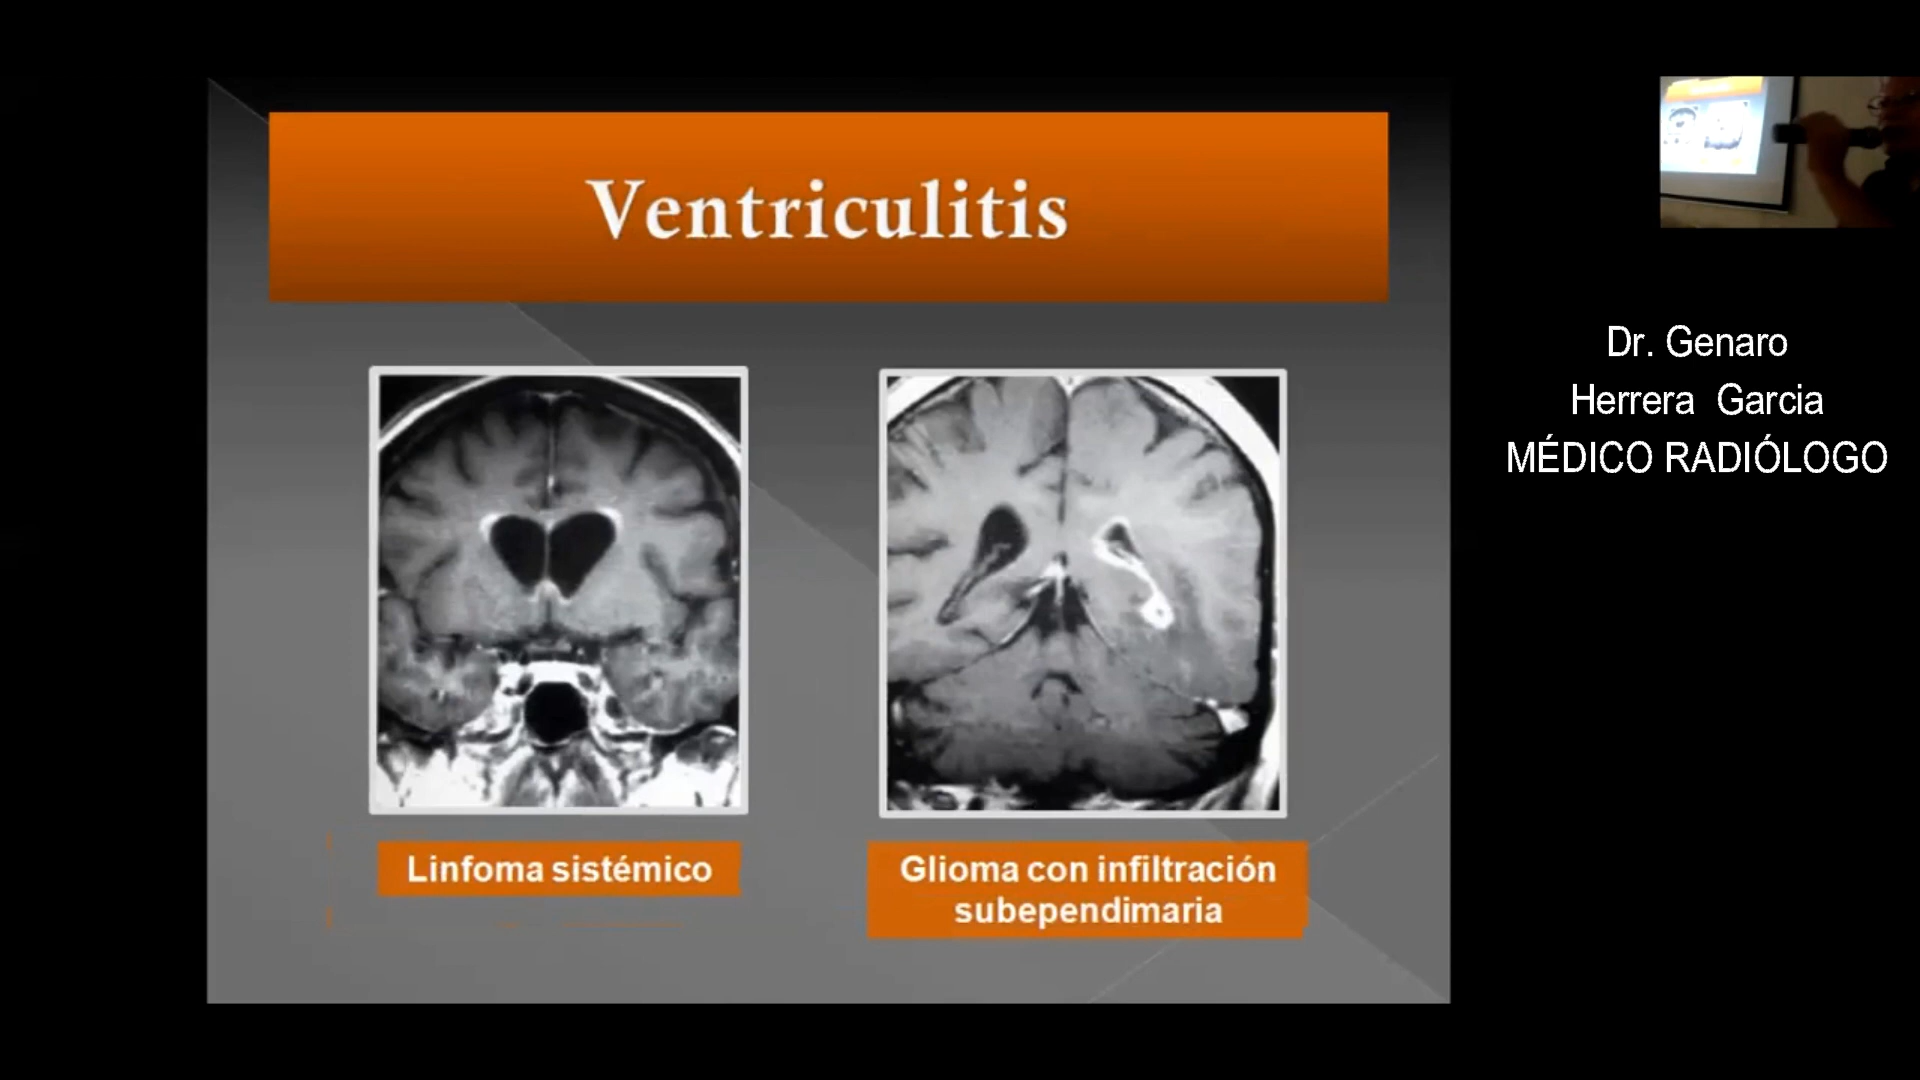 Ventriculitis
Linfoma sistémico
Glioma con infiltración
subependimaria
Dr. Genaro
Herrera Garcia
MÉDICO RADIÓLOGO